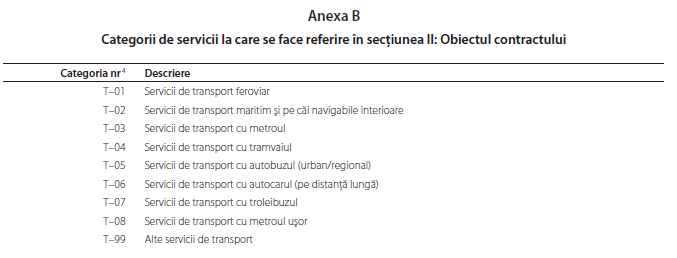 Anexa B
Categorii de servicii la care se face referire în secțiunea II: Obiectul contractului
Categoria nr⁴ Descriere
T–01 Servicii de transport feroviar
T–02 Servicii de transport maritim şi pe căi navigabile interioare
T–03 Servicii de transport cu metroul
T–04 Servicii de transport cu tramvaiul
T–05 Servicii de transport cu autobuzul (urban/regional)
T–06 Servicii de transport cu autocarul (pe distanță lungă)
T–07 Servicii de transport cu troleibuzul
T–08 Servicii de transport cu metroul uşor
T–99 Alte servicii de transport